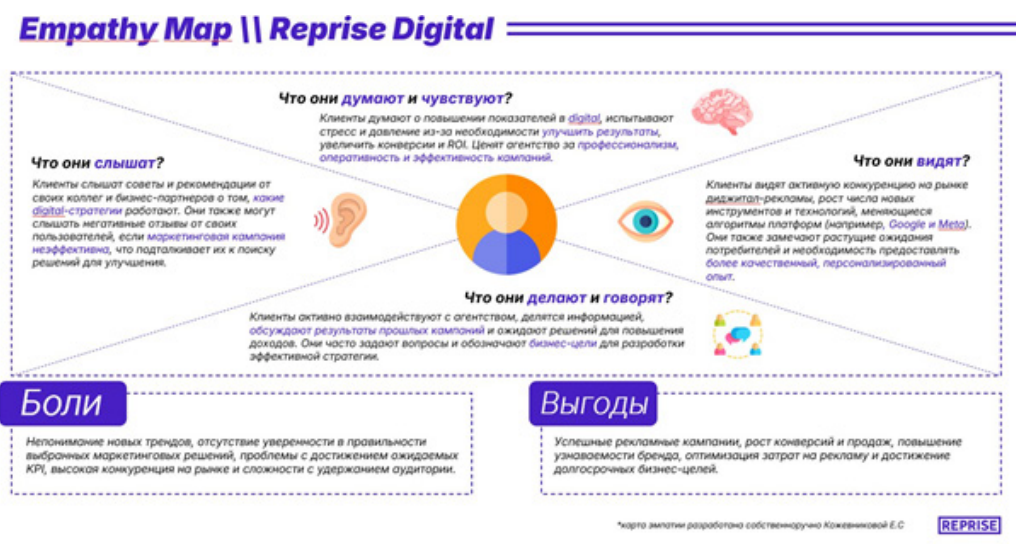 Empathy Map \\ Reprise Digital
Что они думают и чувствуют?
Клиенты думают о повышении показателей в digital, испытывают
стресс и давление из-за необходимости улучшить результаты,
увеличить конверсии и ROI. Ценят агентство за профессионализм,
оперативность и эффективность кампаний.
Что они слышат?
Клиенты слышат советы и рекомендации от
своих коллег и бизнес-партнеров о том, какие
digital-стратегии работают. Они также могут
слышать негативные отзывы от своих
пользователей, если маркетинговая кампания
неэффективна, что подталкивает их к поиску
решений для улучшения.
Что они видят?
Клиенты видят активную конкуренцию на рынке
диджитал-рекламы, рост числа новых
инструментов и технологий, меняющиеся
алгоритмы платформ (например, Google и Meta).
Они также замечают растущие ожидания
потребителей и необходимость предоставлять
более качественный, персонализированный
опыт.
Что они делают и говорят?
Клиенты активно взаимодействуют с агентством, делятся информацией,
обсуждают результаты прошлых кампаний и ожидают решений для повышения
доходов. Они часто задают вопросы и обозначают бизнес-цели для разработки
эффективной стратегии.
Боли
Непонимание новых трендов, отсутствие уверенности в правильности
выбранных маркетинговых решений, проблемы с достижением ожидаемых
KPI, высокая конкуренция на рынке и сложности с удержанием аудитории.
Выгоды
Успешные рекламные кампании, рост конверсий и продаж, повышение
узнаваемости бренда, оптимизация затрат на рекламу и достижение
долгосрочных бизнес-целей.
*карта эмпатии разработана собственноручно Кожевниковой Е.С
REPRISE